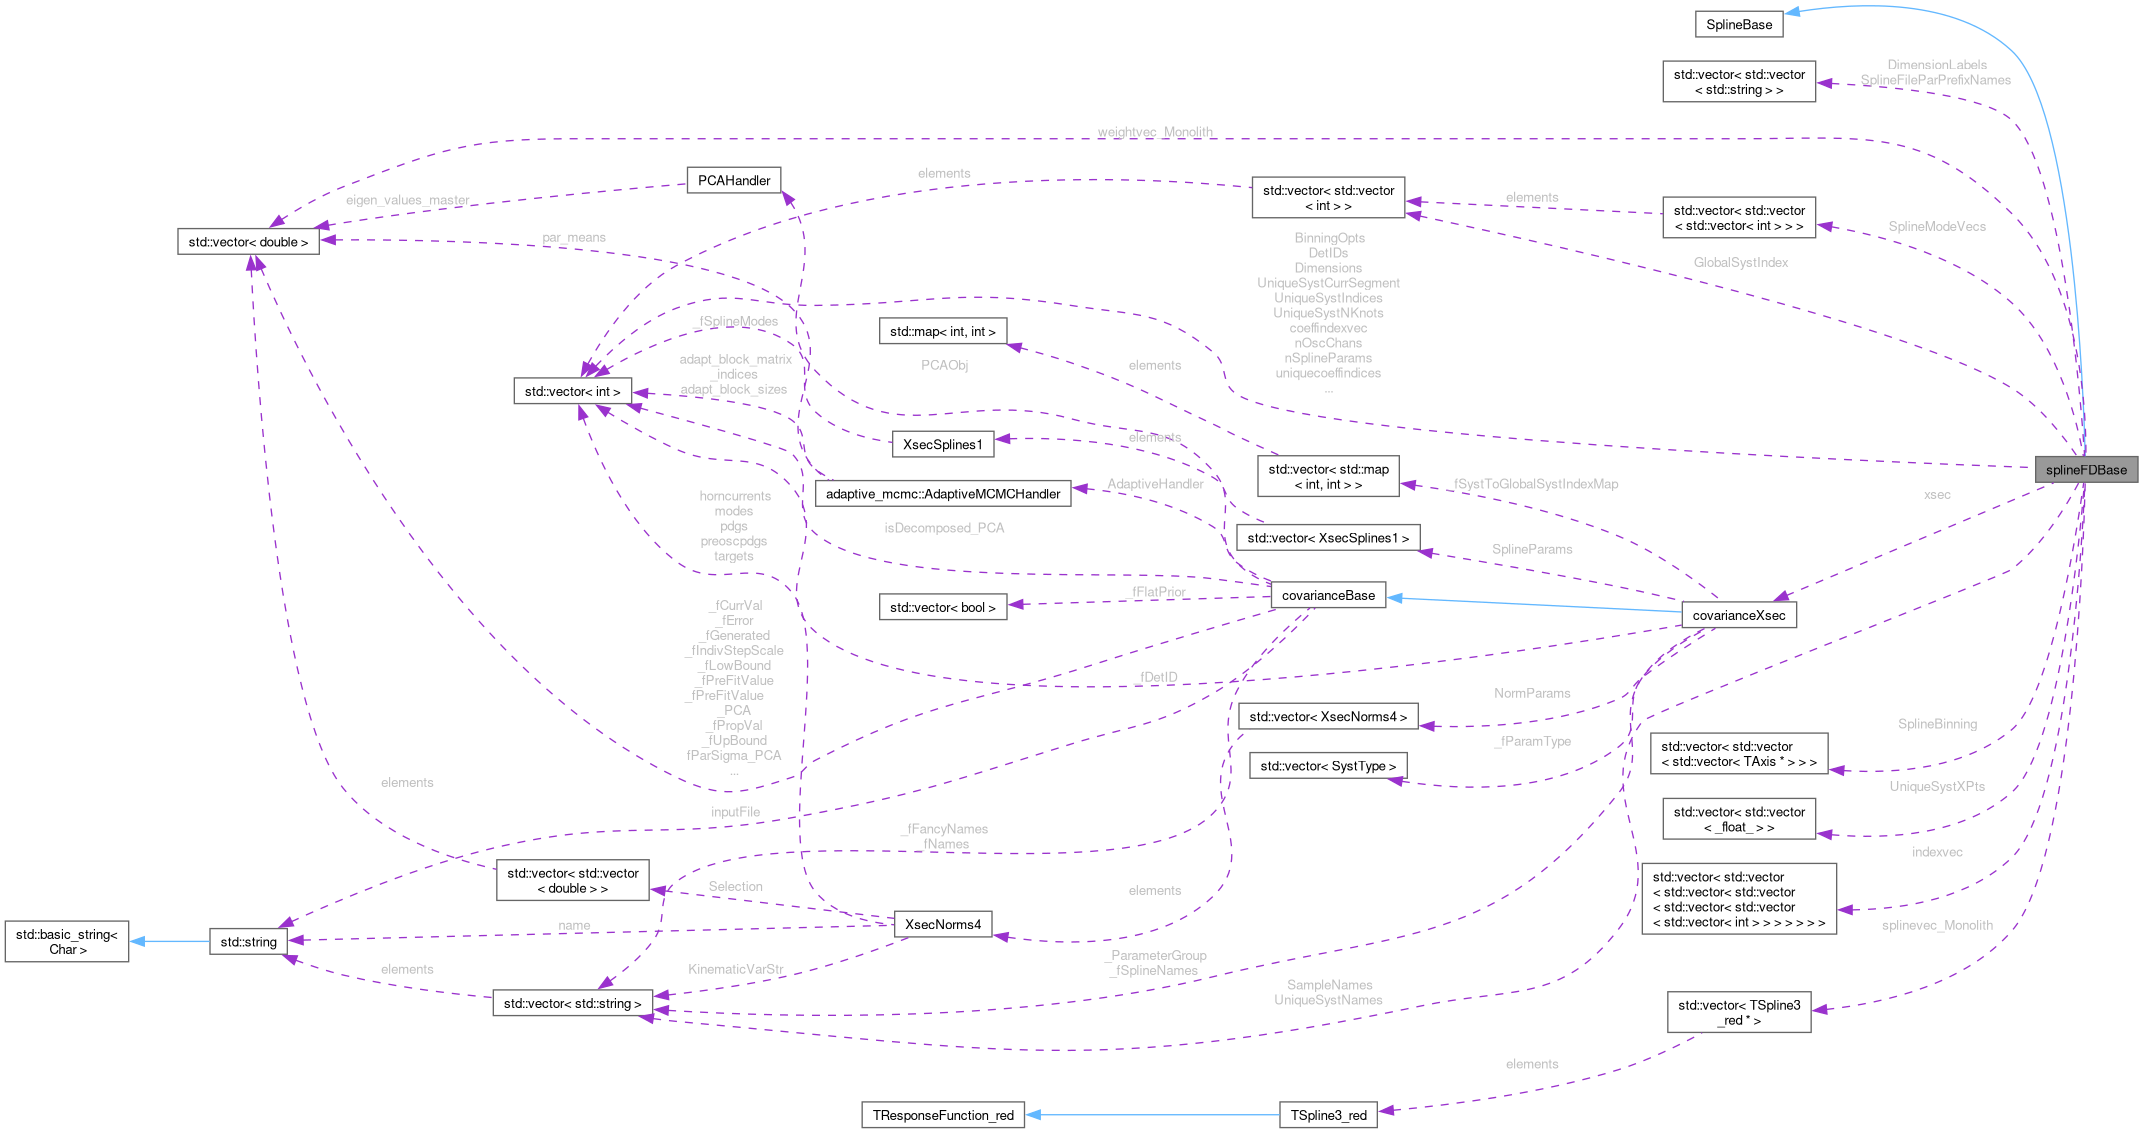 SplineBase
std::vector< std::vector
< std::string > >
DimensionLabels
SplineFileParPrefixNames
weightvec_Monolith
PCAHandler
eigen_values_master
std::vector< double >
par_means
elements
std::vector< std::vector
< int > >
elements
std::vector< std::vector
< std::vector< int > > >
SplineModeVecs
GlobalSystIndex
BinningOpts
DetIDs
Dimensions
UniqueSystCurrSegment
UniqueSystIndices
UniqueSystNKnots
coeffindexvec
nOscChans
nSplineParams
uniquecoeffindices
...
_fSplineModes
std::map< int, int >
PCAObj
elements
adapt_block_matrix
_indices
adapt_block_sizes
std::vector< int >
XsecSplines1
elements
std::vector< std::map
< int, int > >
_fSystToGlobalSystIndexMap
splineFDBase
xsec
adaptive_mcmc::AdaptiveMCMCHandler
AdaptiveHandler
horncurrents
modes
pdgs
preoscpdgs
targets
isDecomposed_PCA
std::vector< XsecSplines1 >
SplineParams
std::vector< bool >
_fFlatPrior
covarianceBase
covarianceXsec
_fCurrVal
_fError
_fGenerated
_fIndivStepScale
_fLowBound
_fPreFitValue
_fPreFitValue
_PCA
_fPropVal
_fUpBound
fParSigma_PCA
...
_fDetID
std::vector< XsecNorms4 >
NormParams
std::vector< SystType >
_fParamType
std::vector< std::vector
< std::vector< TAxis * > > >
SplineBinning
std::vector< std::vector
< _float_ > >
UniqueSystXPts
elements
inputFile
_fFancyNames
_fNames
std::vector< std::vector
< double > >
Selection
elements
std::vector< std::vector
< std::vector< std::vector
< std::vector< std::vector
< std::vector< int > > > > > > >
indexvec
std::basic_string<
Char >
std::string
name
XsecNorms4
splinevec_Monolith
elements
KinematicVarStr
_ParameterGroup
_fSplineNames
std::vector< std::string >
SampleNames
UniqueSystNames
std::vector< TSpline3
_red * >
elements
TResponseFunction_red
TSpline3_red